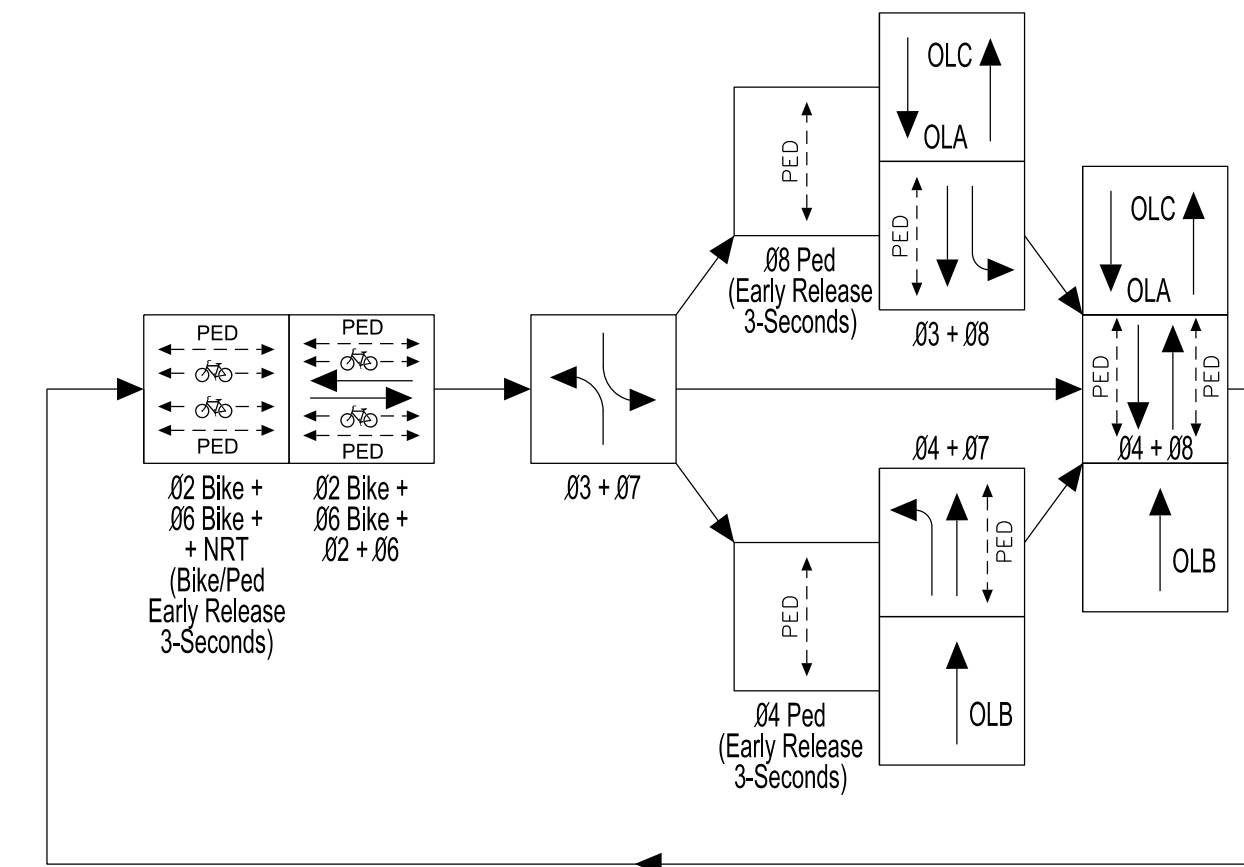 PED
PED
Ø2 Bike +
Ø6 Bike +
+ NRT
(Bike/Ped
Early Release
3-Seconds)
PED
PED
Ø2 Bike +
Ø6 Bike +
Ø2 + Ø6
Ø3 + Ø7
PED
Ø8 Ped
(Early Release
3-Seconds)
OLC
OLA
PED
Ø3 + Ø8
PED
Ø4 Ped
(Early Release
3-Seconds)
Ø4 + Ø7
PED
OLB
OLC
OLA
PED
PED
Ø4 + Ø8
OLB